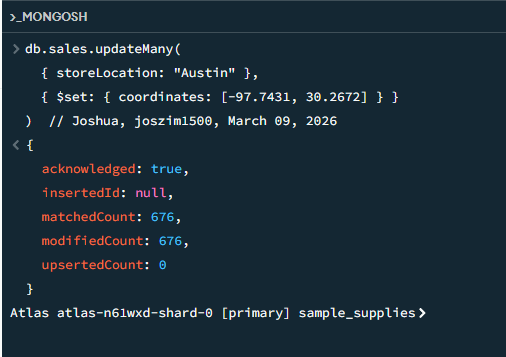 >_MONGOSH
> db.sales.updateMany(
{ storeLocation: "Austin" },
{ $set: { coordinates: [-97.7431, 30.2672] } }
)  // Joshua, joszim1500, March 09, 2026
< {
acknowledged: true,
insertedId: null,
matchedCount: 676,
modifiedCount: 676,
upsertedCount: 0
}
Atlas atlas-n61wxd-shard-0 [primary] sample_supplies>